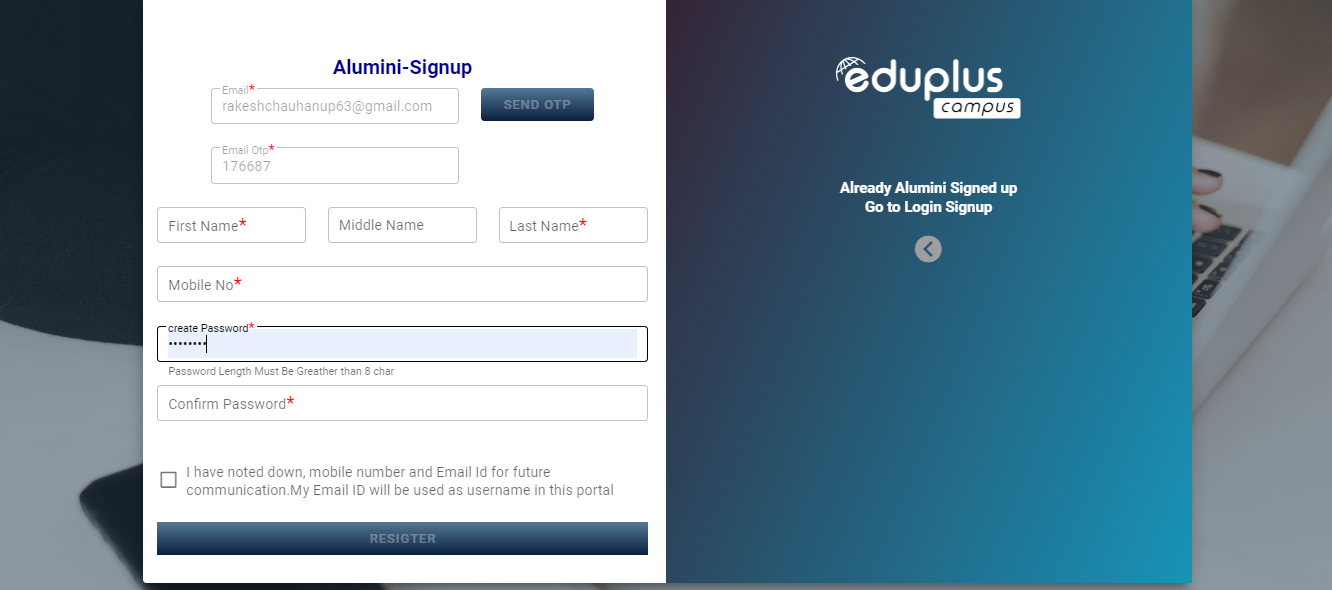 Alumini-Signup
Email*
rakeshchauhanup63@gmail.com
SEND OTP
Email Otp*
176687
First Name*
Middle Name
Last Name*
Mobile No*
create Password*
••••••••
Password Length Must Be Greather than 8 char
Confirm Password*
I have noted down, mobile number and Email Id for future
communication.My Email ID will be used as username in this portal
RESIGTER
eduplus
campus
Already Alumini Signed up
Go to Login Signup